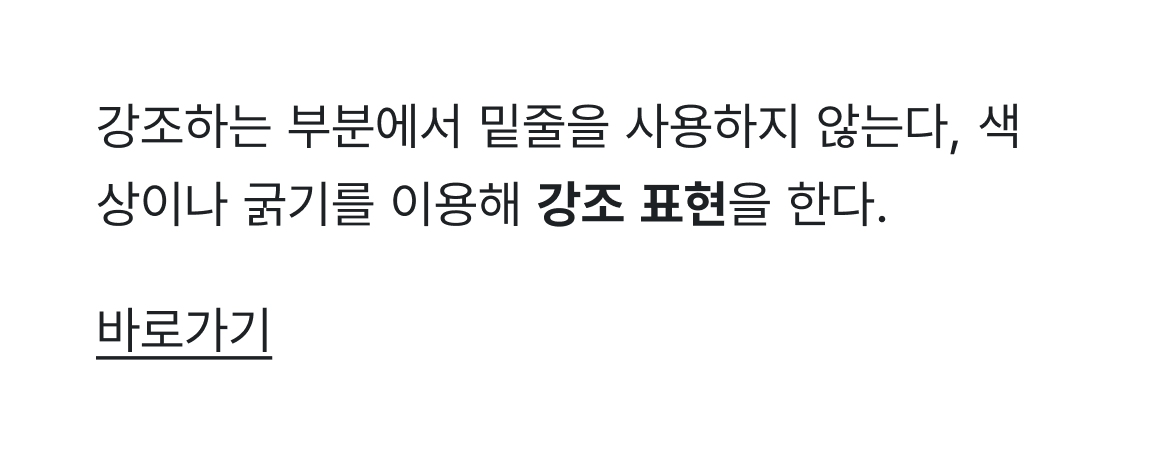 강조하는 부분에서 밑줄을 사용하지 않는다, 색
상이나 굵기를 이용해 강조 표현을 한다.
바로가기